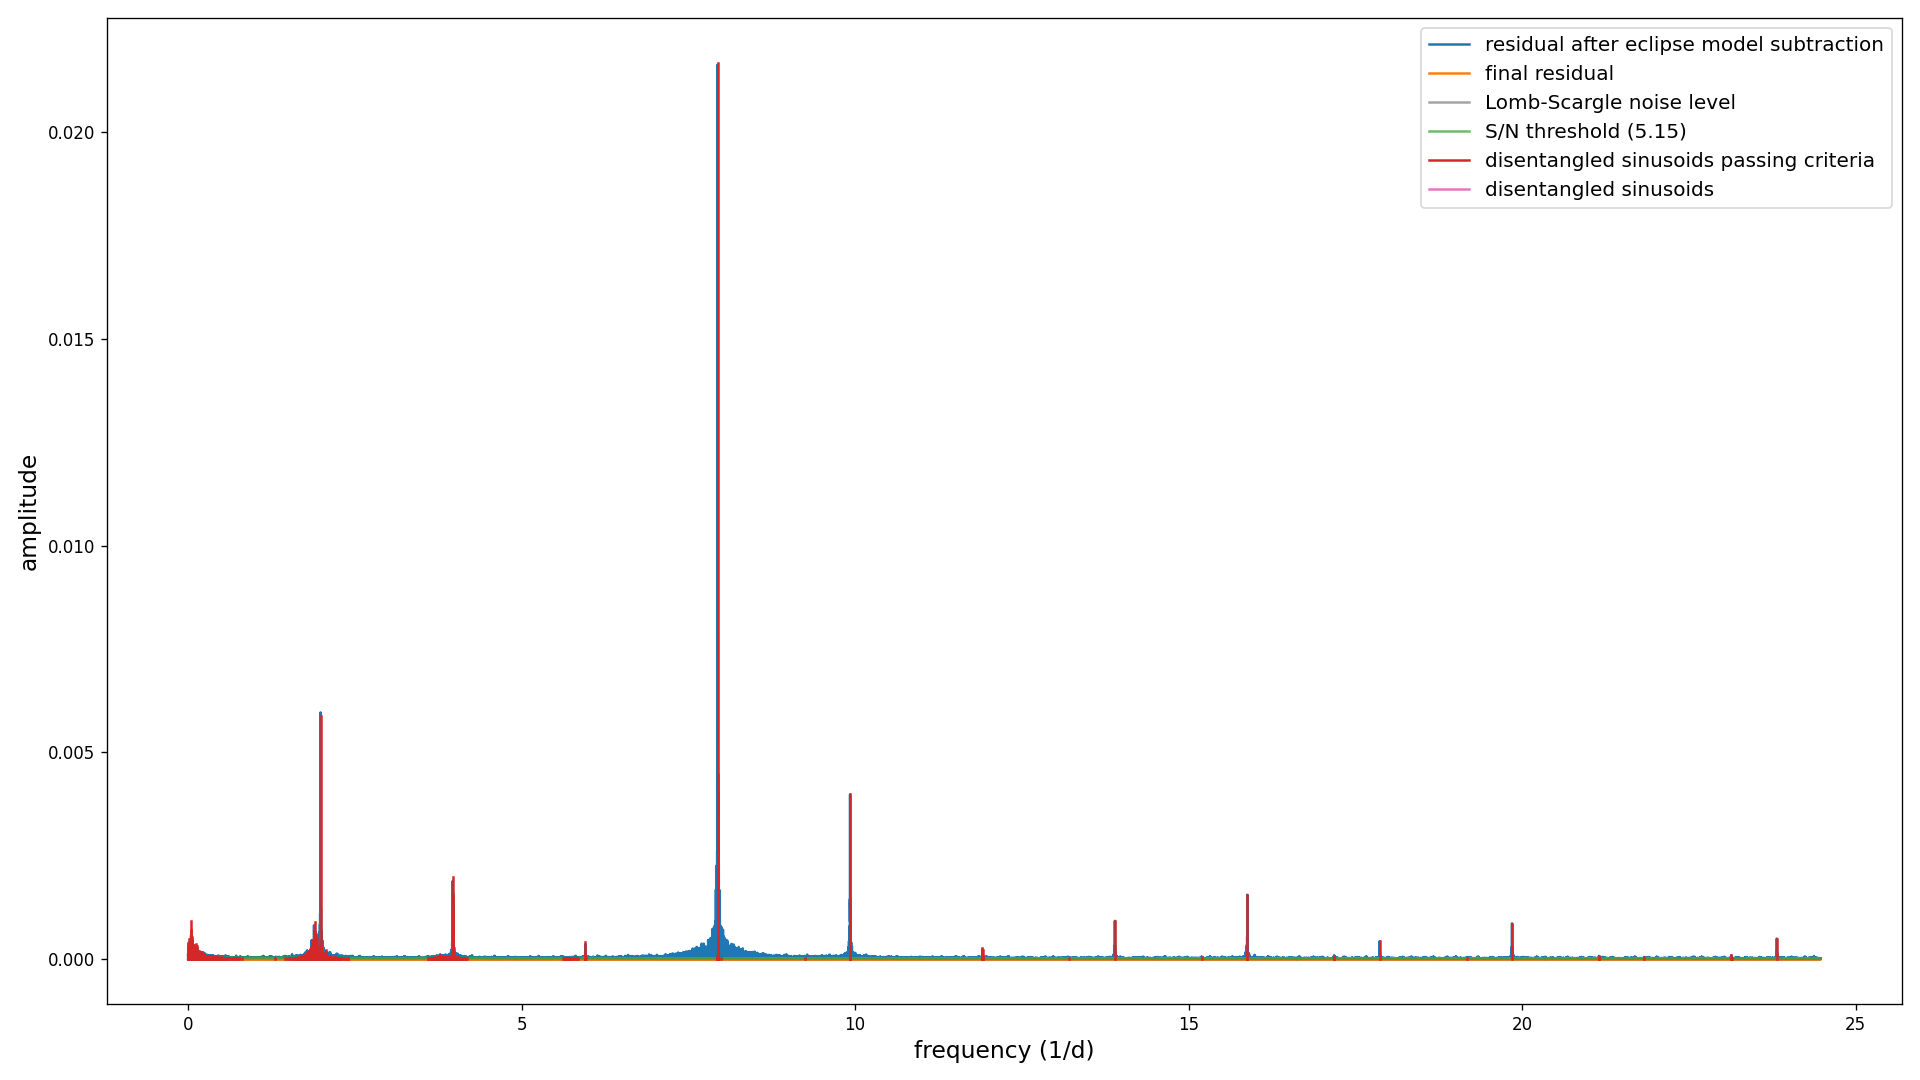 residual after eclipse model subtraction
final residual
Lomb-Scargle noise level
S/N threshold (5.15)
disentangled sinusoids passing criteria
disentangled sinusoids
0.020
0.015
0.010
0.005
0.000
amplitude
0 5 10 15 20 25
frequency (1/d)